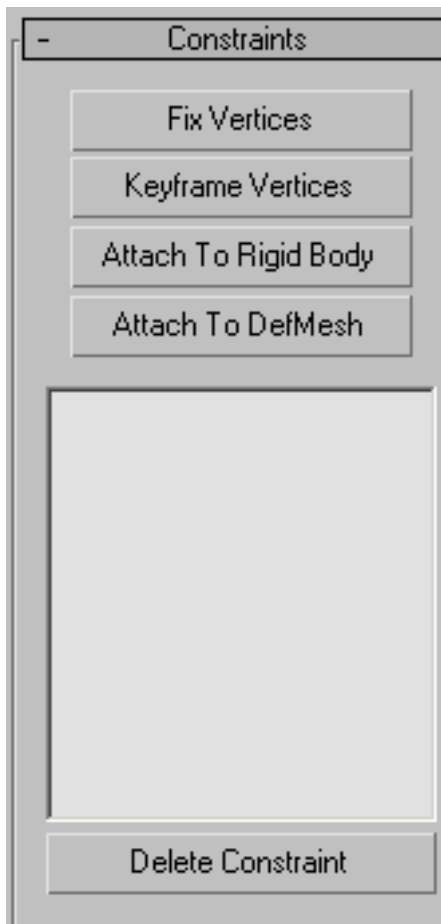 - Constraints
Fix Vertices
Keyframe Vertices
Attach To Rigid Body
Attach To DefMesh
Delete Constraint